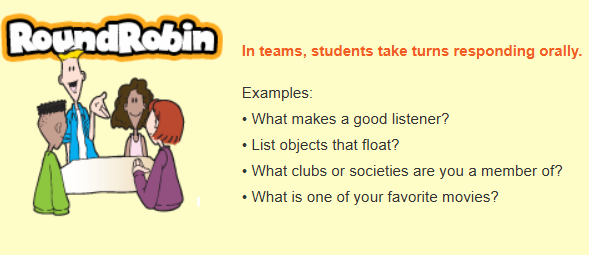 RoundRobin
In teams, students take turns responding orally.
Examples:
• What makes a good listener?
• List objects that float?
• What clubs or societies are you a member of?
• What is one of your favorite movies?